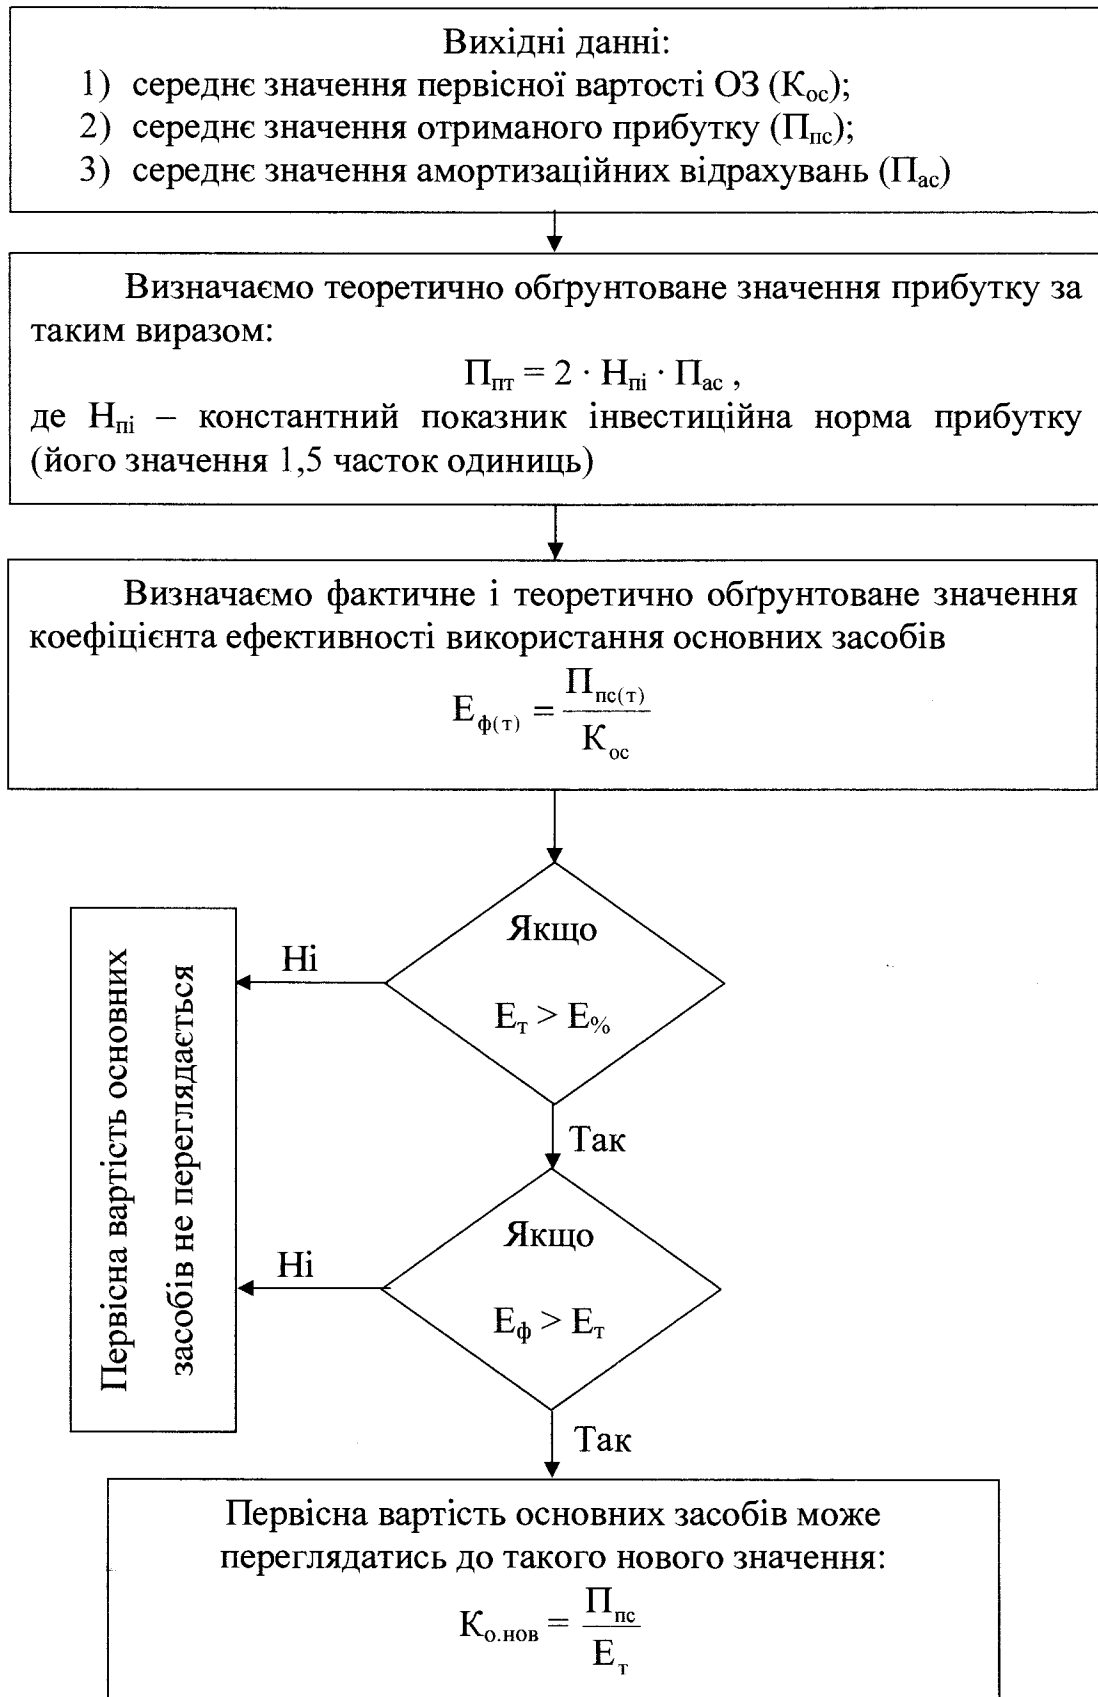 Вихідні данні:
1) середнє значення первісної вартості ОЗ (Кос);
2) середнє значення отриманого прибутку (Ппс);
3) середнє значення амортизаційних відрахувань (Пас)
Визначаємо теоретично обґрунтоване значення прибутку за
таким виразом:
Ппт = 2 · Нпі · Пас ,
де Нпі – константний показник інвестиційна норма прибутку
(його значення 1,5 часток одиниць)
Визначаємо фактичне і теоретично обґрунтоване значення
коефіцієнта ефективності використання основних засобів
Еф(т) = Ппс(т) / Кос
Якщо
Ет > Е%
Ні
Так
Первісна вартість основних
засобів не переглядається
Якщо
Еф > Ет
Ні
Так
Первісна вартість основних засобів може
переглядатись до такого нового значення:
Ко.нов = Ппс / Ет